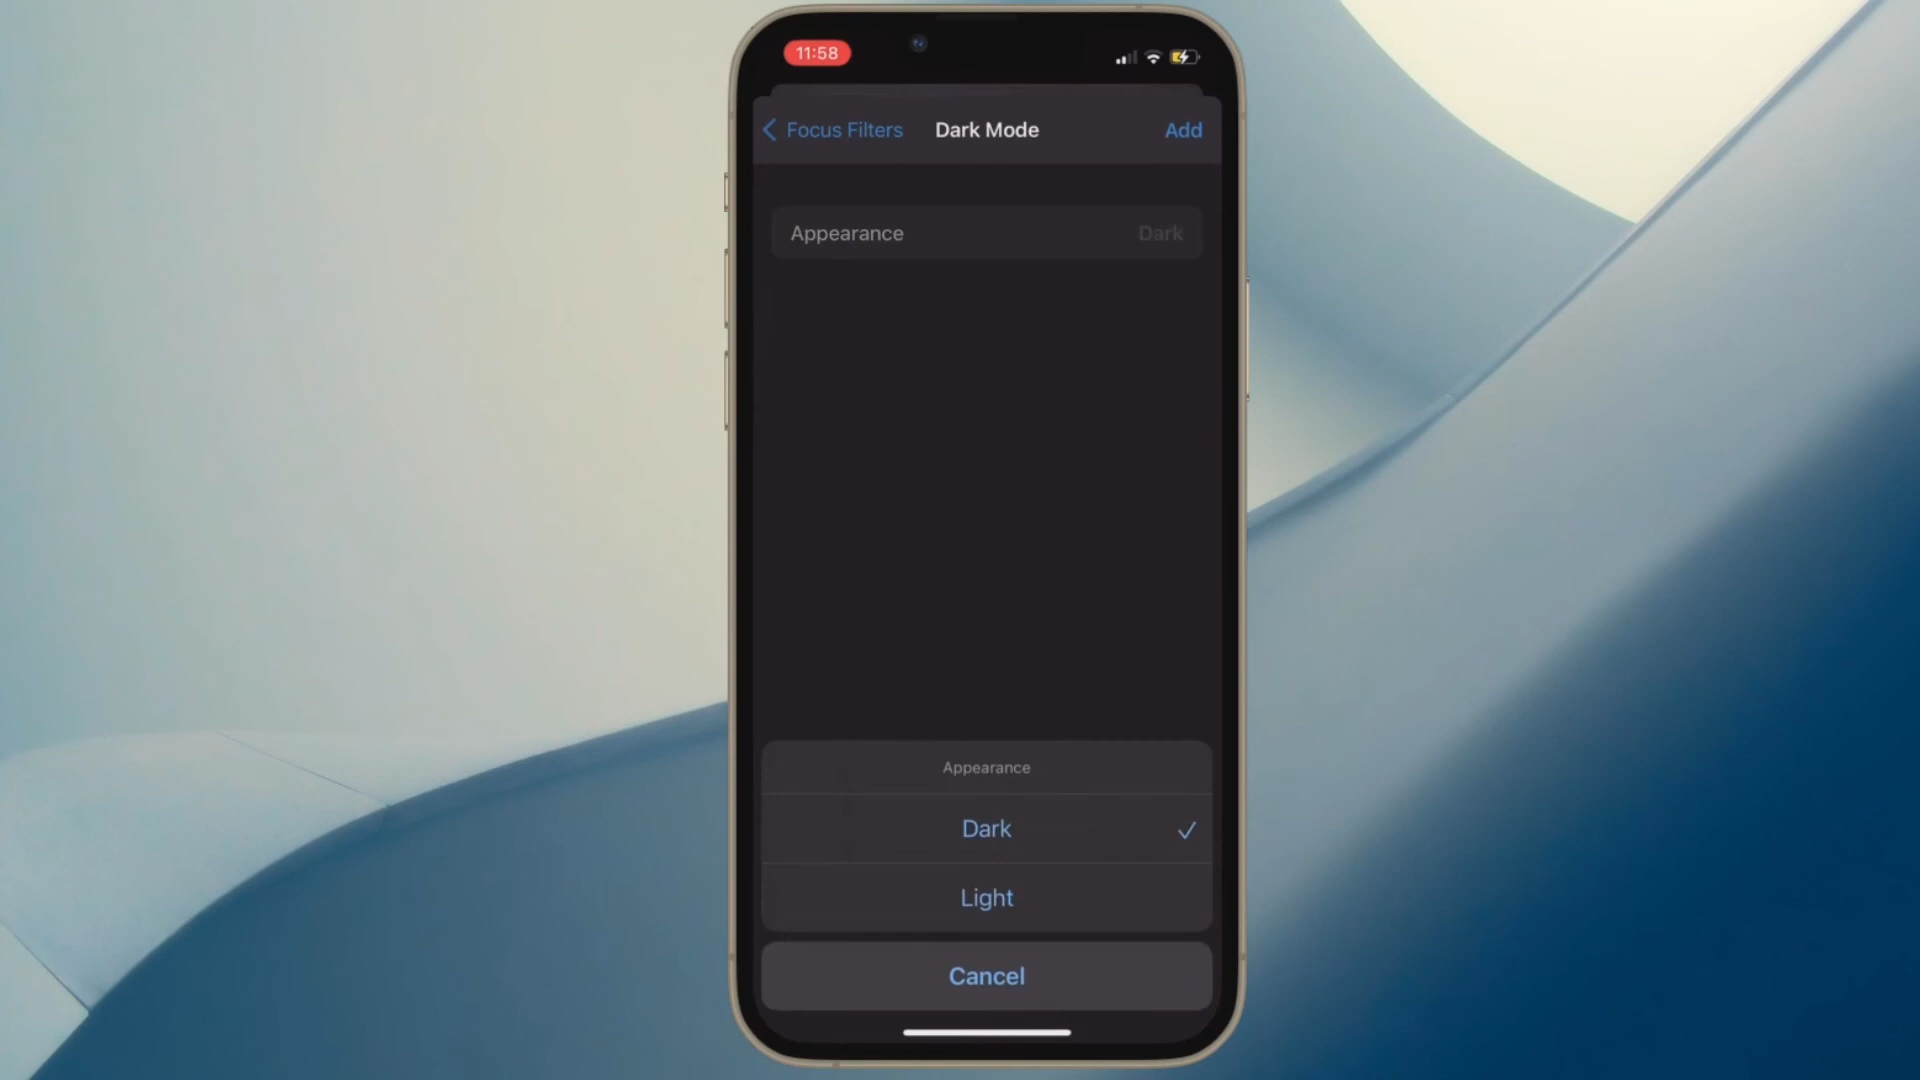 11:58
Focus Filters
Dark Mode
Add
Appearance
Dark
Appearance
Dark
Light
Cancel